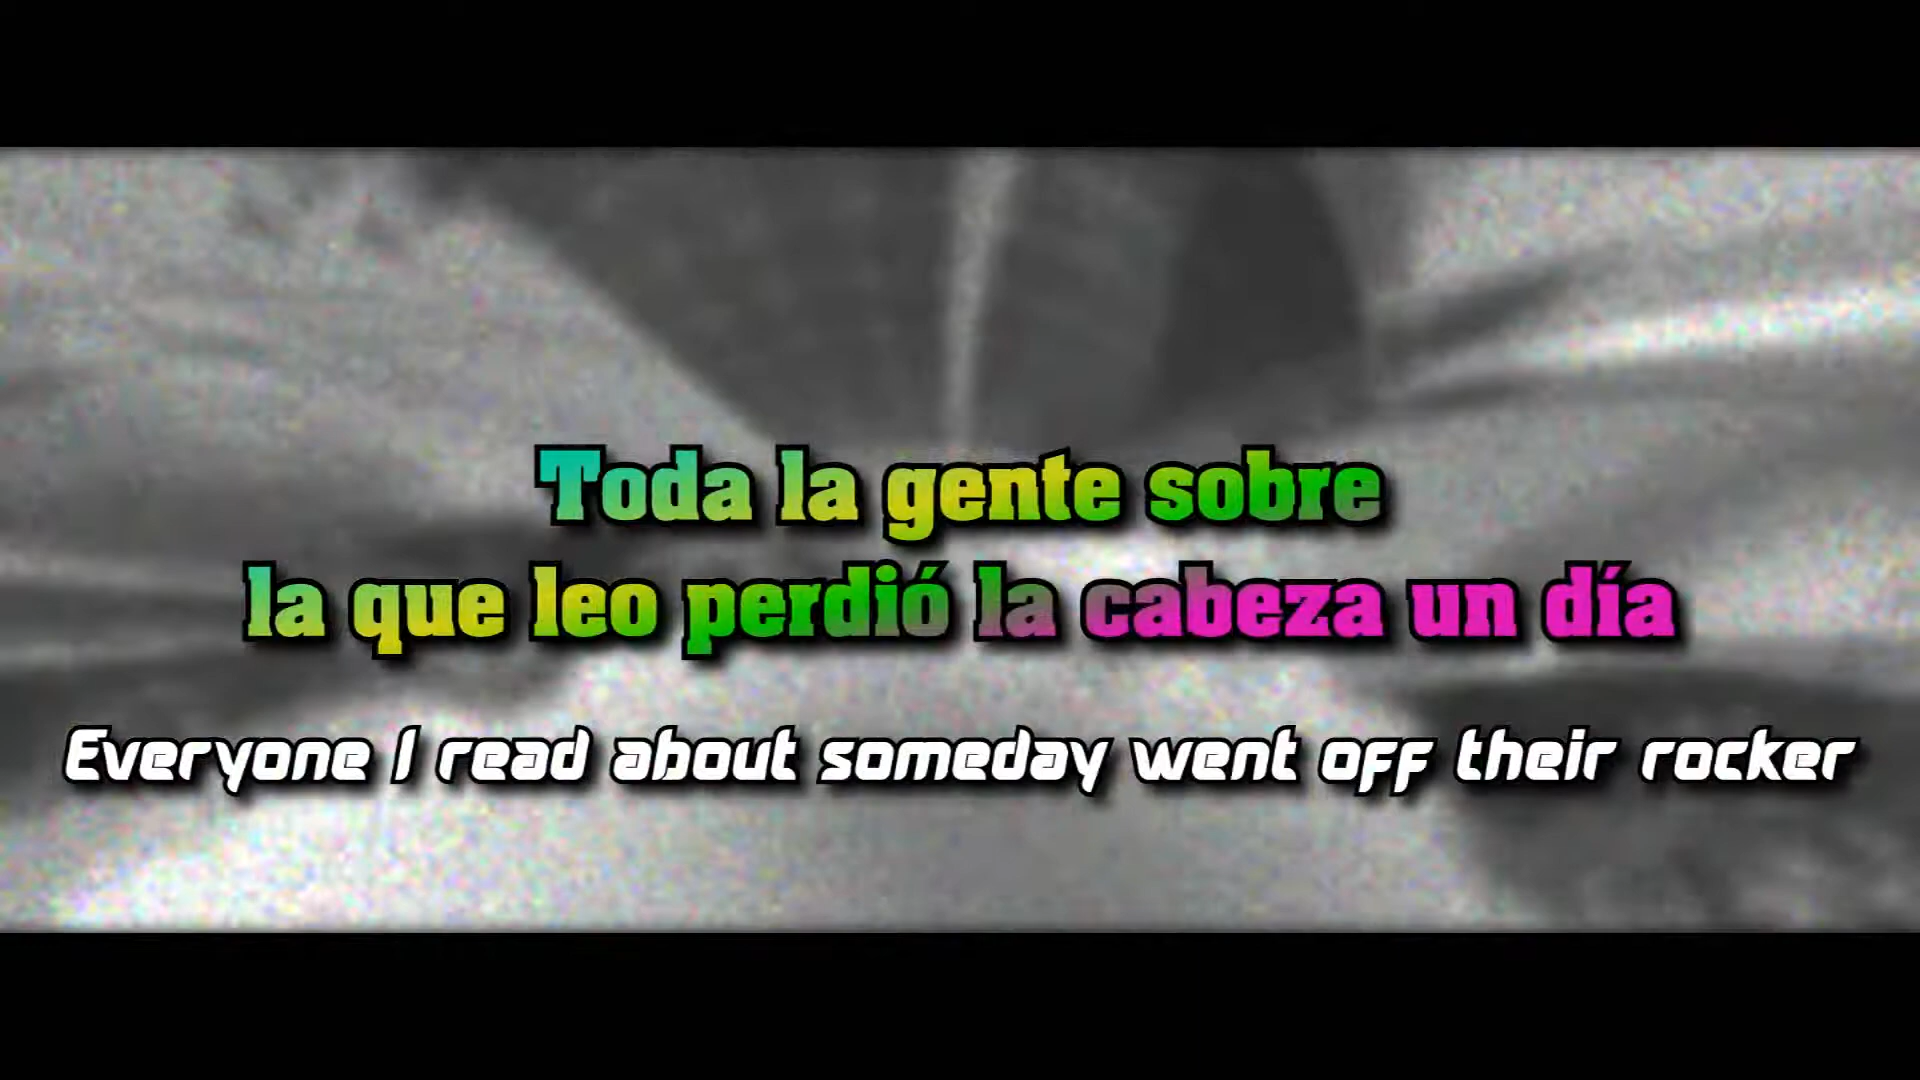 Toda la gente sobre
la que leo perdió la cabeza un día
Everyone I read about someday went off their rocker